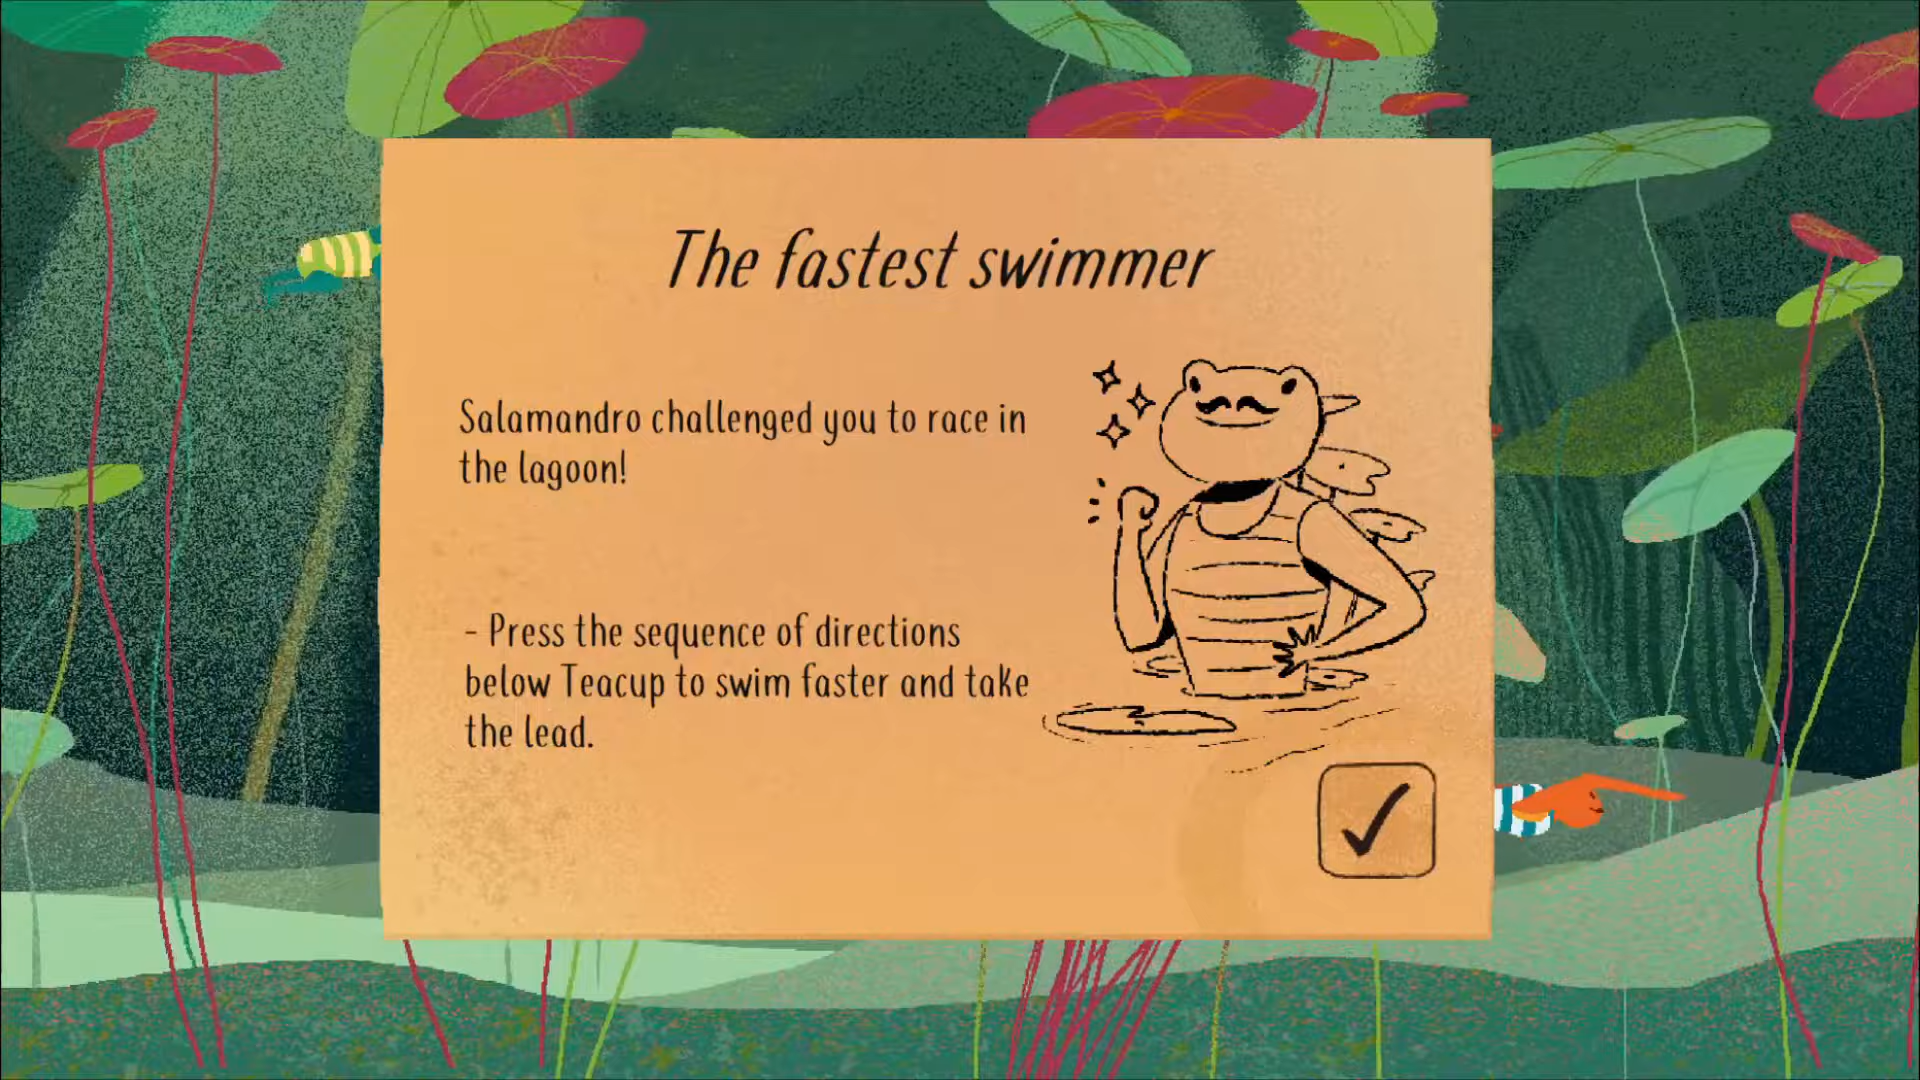 The fastest swimmer
Salamandro challenged you to race in
the lagoon!
- Press the sequence of directions
below Teacup to swim faster and take
the lead.